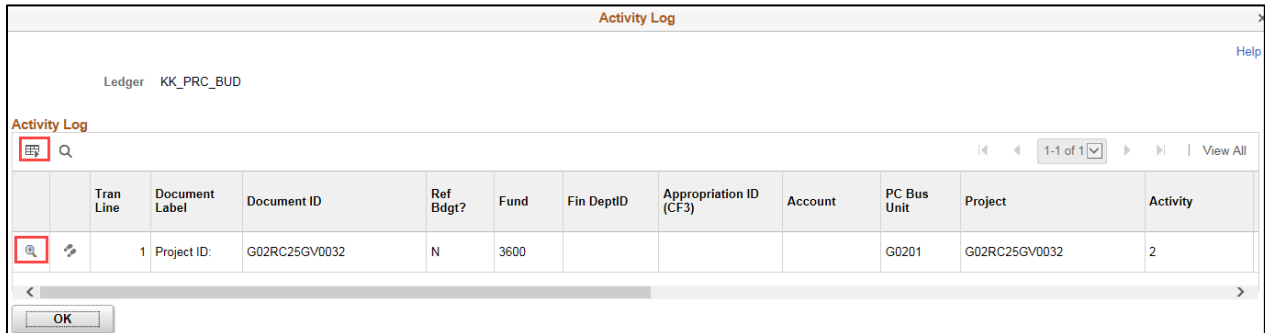 Activity Log
×
Help
Ledger KK_PRC_BUD
Activity Log
1-1 of 1 | View All
Tran Line Document Label Document ID Ref Bdgt? Fund Fin DeptID Appropriation ID (CF3) Account PC Bus Unit Project Activity
1 Project ID: G02RC25GV0032 N 3600 G0201 G02RC25GV0032 2
OK